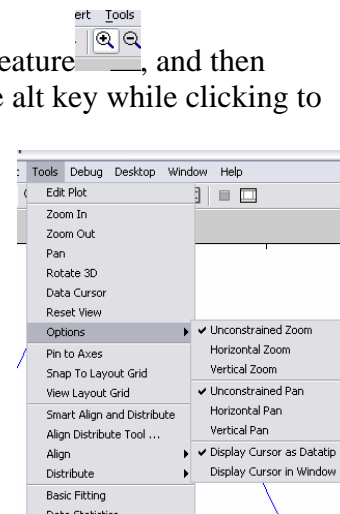 ert Tools
eature , and then
e alt key while clicking to
Tools Debug Desktop Window Help
Edit Plot
Zoom In
Zoom Out
Pan
Rotate 3D
Data Cursor
Reset View
Options
✔ Unconstrained Zoom
Horizontal Zoom
Vertical Zoom
Pin to Axes
Snap To Layout Grid
View Layout Grid
✔ Unconstrained Pan
Horizontal Pan
Vertical Pan
Smart Align and Distribute
Align Distribute Tool ...
Align
Distribute
✔ Display Cursor as Datatip
Display Cursor in Window
Basic Fitting
Data Statistics